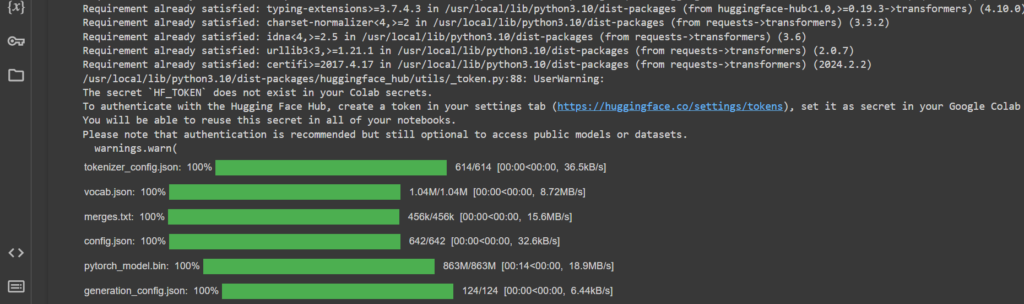 Requirement already satisfied: typing-extensions>=3.7.4.3 in /usr/local/lib/python3.10/dist-packages (from huggingface-hub<1.0,>=0.19.3->transformers) (4.10.0)
Requirement already satisfied: charset-normalizer<4,>=2 in /usr/local/lib/python3.10/dist-packages (from requests->transformers) (3.3.2)
Requirement already satisfied: idna<4,>=2.5 in /usr/local/lib/python3.10/dist-packages (from requests->transformers) (3.6)
Requirement already satisfied: urllib3<3,>=1.21.1 in /usr/local/lib/python3.10/dist-packages (from requests->transformers) (2.0.7)
Requirement already satisfied: certifi>=2017.4.17 in /usr/local/lib/python3.10/dist-packages (from requests->transformers) (2024.2.2)
/usr/local/lib/python3.10/dist-packages/huggingface_hub/utils/_token.py:88: UserWarning:
The secret `HF_TOKEN` does not exist in your Colab secrets.
To authenticate with the Hugging Face Hub, create a token in your settings tab (https://huggingface.co/settings/tokens), set it as secret in your Google Colab
You will be able to reuse this secret in all of your notebooks.
Please note that authentication is recommended but still optional to access public models or datasets.
warnings.warn(
tokenizer_config.json: 100% 614/614 [00:00<00:00, 36.5kB/s]
vocab.json: 100% 1.04M/1.04M [00:00<00:00, 8.72MB/s]
merges.txt: 100% 456k/456k [00:00<00:00, 15.6MB/s]
config.json: 100% 642/642 [00:00<00:00, 32.6kB/s]
pytorch_model.bin: 100% 863M/863M [00:14<00:00, 18.9MB/s]
generation_config.json: 100% 124/124 [00:00<00:00, 6.44kB/s]